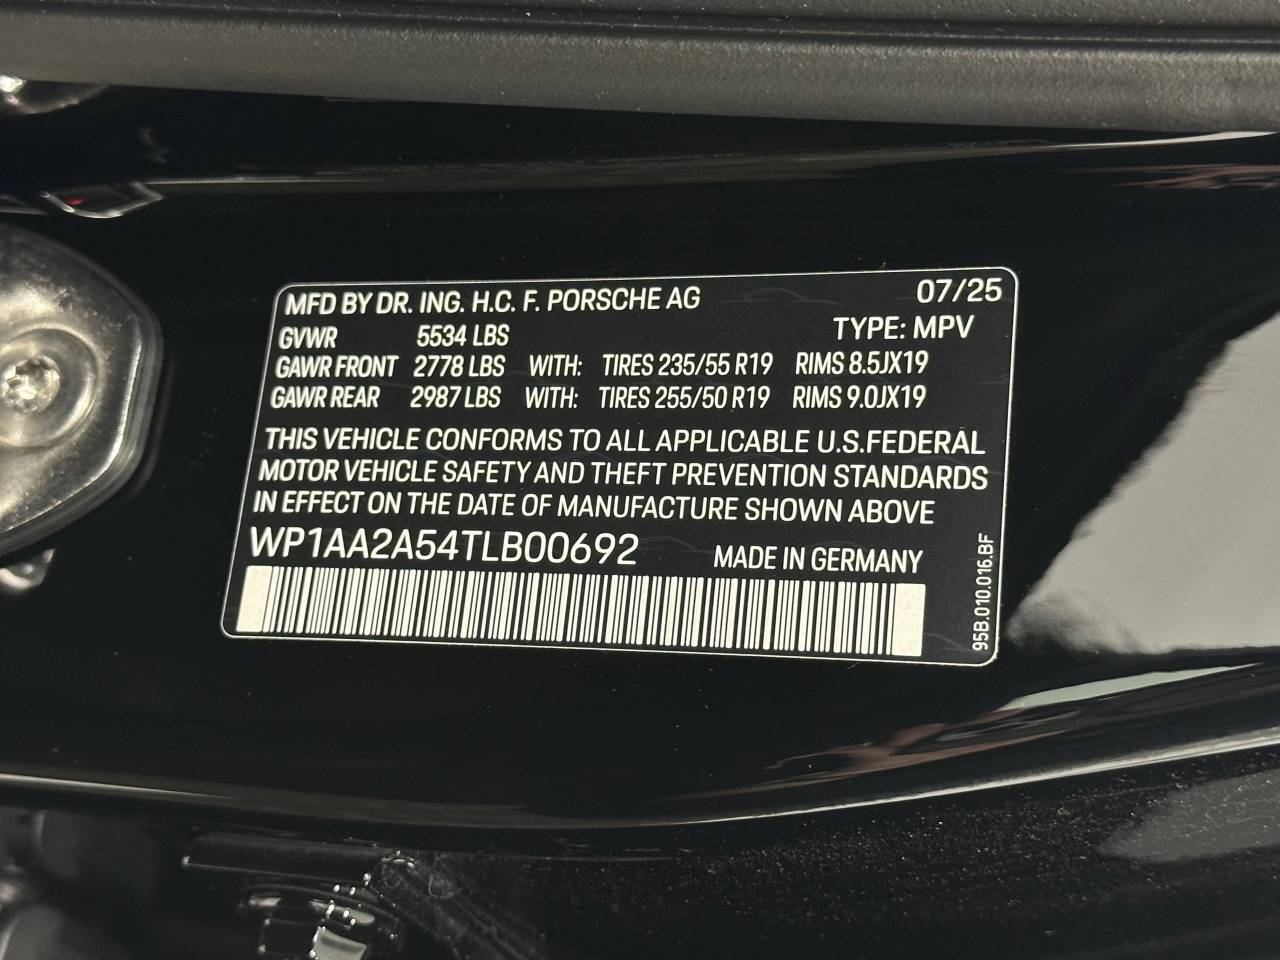 MFD BY DR. ING. H.C. F. PORSCHE AG 07/25
GVWR 5534 LBS TYPE: MPV
GAWR FRONT 2778 LBS WITH: TIRES 235/55 R19 RIMS 8.5JX19
GAWR REAR 2987 LBS WITH: TIRES 255/50 R19 RIMS 9.0JX19
THIS VEHICLE CONFORMS TO ALL APPLICABLE U.S.FEDERAL
MOTOR VEHICLE SAFETY AND THEFT PREVENTION STANDARDS
IN EFFECT ON THE DATE OF MANUFACTURE SHOWN ABOVE
WP1AA2A54TLB00692 MADE IN GERMANY
95B.010.016.BF